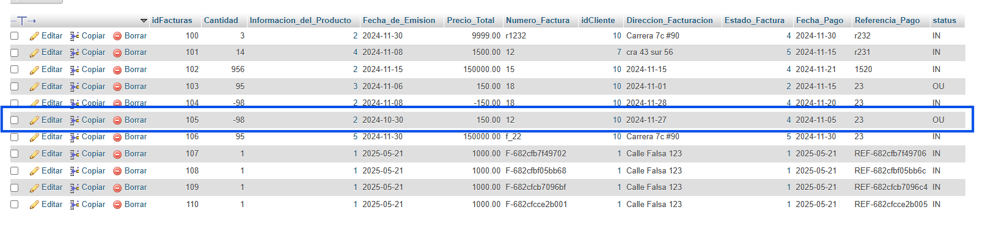 idFacturas Cantidad Informacion_del_Producto Fecha_de_Emision Precio_Total Numero_Factura idCliente Direccion_Facturacion Estado_Factura Fecha_Pago Referencia_Pago status
Editar Copiar Borrar 100 3 2 2024-11-30 9999.00 r1232 10 Carrera 7c #90 4 2024-11-30 r232 IN
Editar Copiar Borrar 101 14 4 2024-11-08 1500.00 12 7 cra 43 sur 56 5 2024-11-15 r231 IN
Editar Copiar Borrar 102 956 2 2024-11-15 150000.00 15 10 2024-11-15 4 2024-11-21 1520 IN
Editar Copiar Borrar 103 95 3 2024-11-06 150.00 18 10 2024-11-01 2 2024-11-15 23 OU
Editar Copiar Borrar 104 -98 2 2024-11-08 -150.00 18 10 2024-11-28 4 2024-11-20 23 IN
Editar Copiar Borrar 105 -98 2 2024-10-30 150.00 12 10 2024-11-27 4 2024-11-05 23 OU
Editar Copiar Borrar 106 95 5 2024-11-30 150000.00 f_22 10 Carrera 7c #90 5 2024-11-30 23 IN
Editar Copiar Borrar 107 1 1 2025-05-21 1000.00 F-682cfb7f49702 1 Calle Falsa 123 1 2025-05-21 REF-682cfb7f49706 IN
Editar Copiar Borrar 108 1 1 2025-05-21 1000.00 F-682cfbf05bb68 1 Calle Falsa 123 1 2025-05-21 REF-682cfbf05bb6c IN
Editar Copiar Borrar 109 1 1 2025-05-21 1000.00 F-682cfcb7096bf 1 Calle Falsa 123 1 2025-05-21 REF-682cfcb7096c4 IN
Editar Copiar Borrar 110 1 1 2025-05-21 1000.00 F-682cfcce2b001 1 Calle Falsa 123 1 2025-05-21 REF-682cfcce2b005 IN